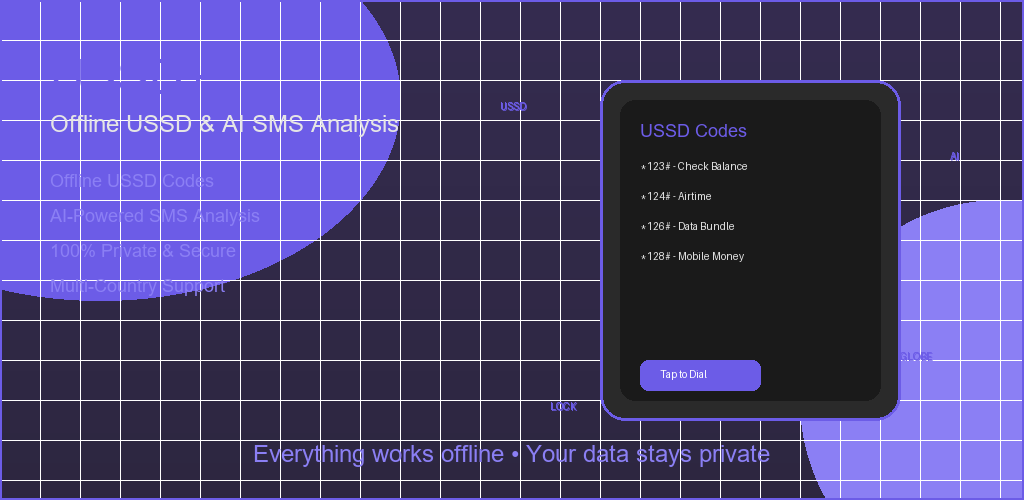 Offline USSD & AI SMS Analysis
Offline USSD Codes
AI-Powered SMS Analysis
100% Private & Secure
Multi-Country Support
USSD
USSD Codes
*123# - Check Balance
*124# - Airtime
*126# - Data Bundle
*128# - Mobile Money
Tap to Dial
AI
GLOBE
LOCK
Everything works offline • Your data stays private